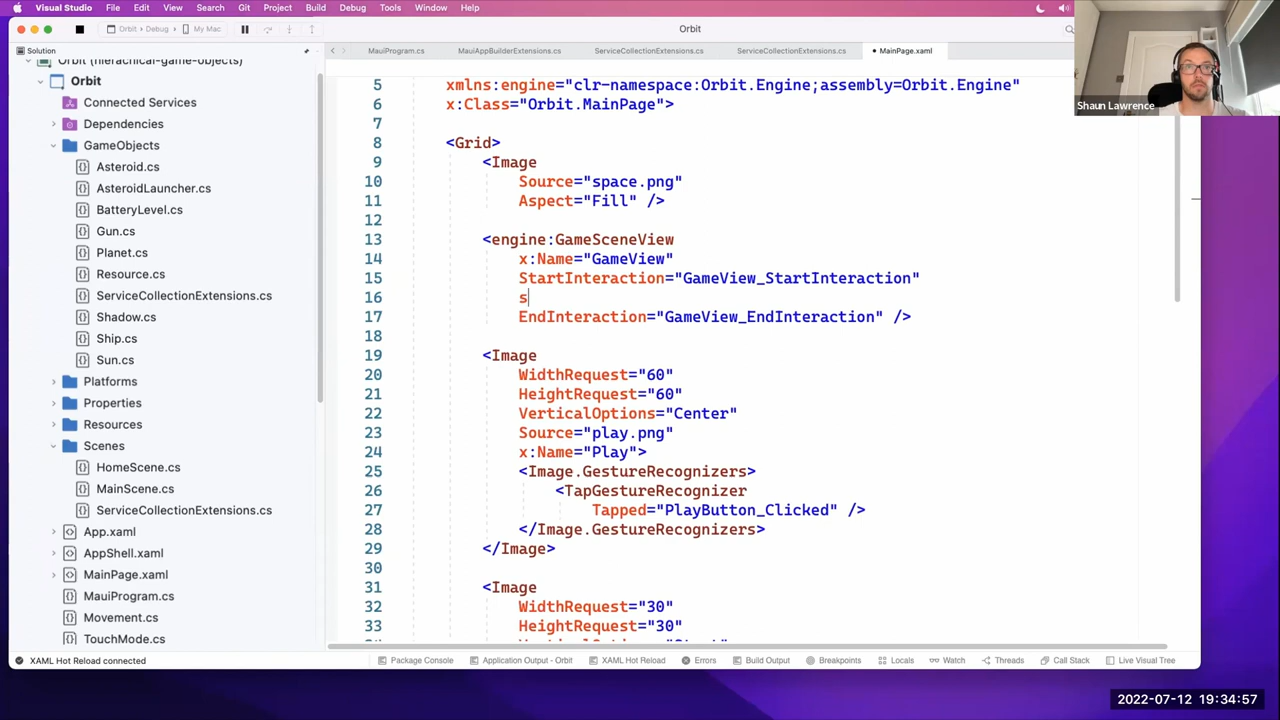 Visual Studio File Edit View Search Git Project Build Debug Tools Window Help
Orbit › Debug › My Mac
Orbit
Solution
MauiProgram.cs MauiAppBuilderExtensions.cs ServiceCollectionExtensions.cs ServiceCollectionExtensions.cs MainPage.xaml
Orbit (hierachical-game-objects)
Orbit
Connected Services
Dependencies
GameObjects
Asteroid.cs
AsteroidLauncher.cs
BatteryLevel.cs
Gun.cs
Planet.cs
Resource.cs
ServiceCollectionExtensions.cs
Shadow.cs
Ship.cs
Sun.cs
Platforms
Properties
Resources
Scenes
HomeScene.cs
MainScene.cs
ServiceCollectionExtensions.cs
App.xaml
AppShell.xaml
MainPage.xaml
MauiProgram.cs
Movement.cs
TouchMode.cs
5 xmlns:engine="clr-namespace:Orbit.Engine;assembly=Orbit.Engine"
6 x:Class="Orbit.MainPage">
7
8 <Grid>
9 <Image
10 Source="space.png"
11 Aspect="Fill" />
12
13 <engine:GameSceneView
14 x:Name="GameView"
15 StartInteraction="GameView_StartInteraction"
16 s
17 EndInteraction="GameView_EndInteraction" />
18
19 <Image
20 WidthRequest="60"
21 HeightRequest="60"
22 VerticalOptions="Center"
23 Source="play.png"
24 x:Name="Play">
25 <Image.GestureRecognizers>
26 <TapGestureRecognizer
27 Tapped="PlayButton_Clicked" />
28 </Image.GestureRecognizers>
29 </Image>
30
31 <Image
32 WidthRequest="30"
33 HeightRequest="30"
Shaun Lawrence
XAML Hot Reload connected
Package Console Application Output - Orbit XAML Hot Reload Errors Build Output Breakpoints Locals Watch Threads Call Stack Live Visual Tree
2022-07-12 19:34:57